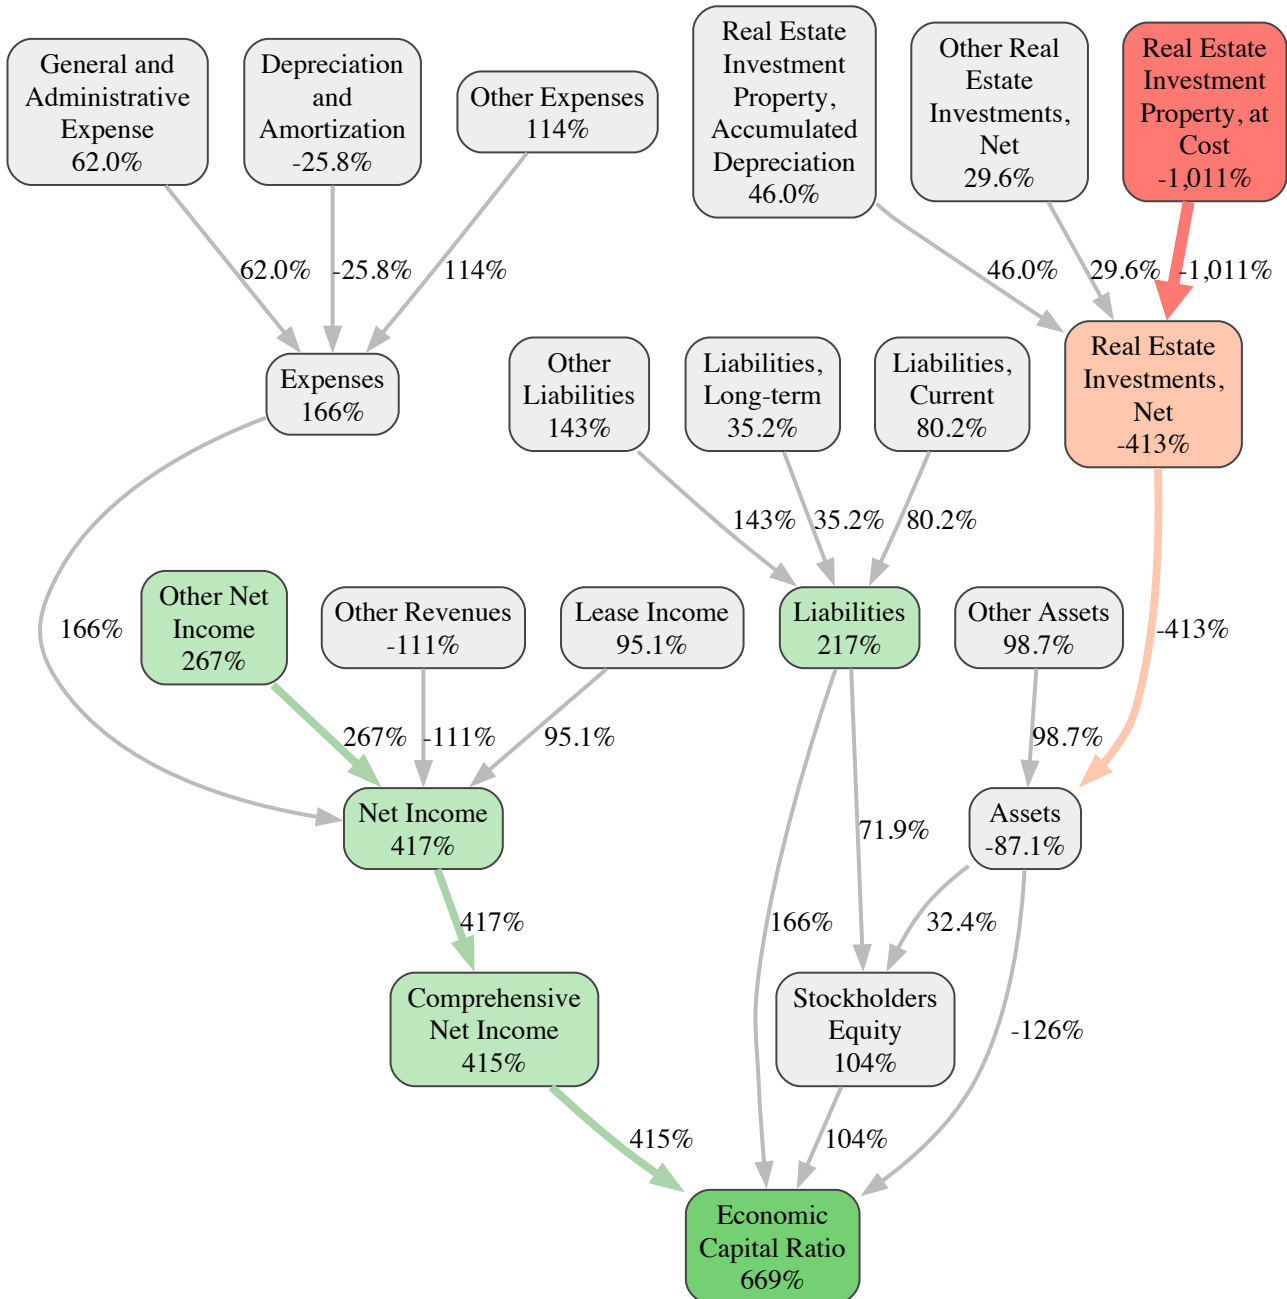 General and
Administrative
Expense
62.0%
Depreciation
and
Amortization
-25.8%
Other Expenses
114%
Real Estate
Investment
Property,
Accumulated
Depreciation
46.0%
Other Real
Estate
Investments,
Net
29.6%
Real Estate
Investment
Property, at
Cost
-1,011%
62.0%
-25.8%
114%
46.0%
29.6%
-1,011%
Expenses
166%
Other
Liabilities
143%
Liabilities,
Long-term
35.2%
Liabilities,
Current
80.2%
Real Estate
Investments,
Net
-413%
143%
35.2%
80.2%
166%
Other Net
Income
267%
Other Revenues
-111%
Lease Income
95.1%
Liabilities
217%
Other Assets
98.7%
-413%
267%
-111%
95.1%
98.7%
Net Income
417%
71.9%
Assets
-87.1%
417%
166%
32.4%
Comprehensive
Net Income
415%
Stockholders
Equity
104%
-126%
415%
104%
Economic
Capital Ratio
669%